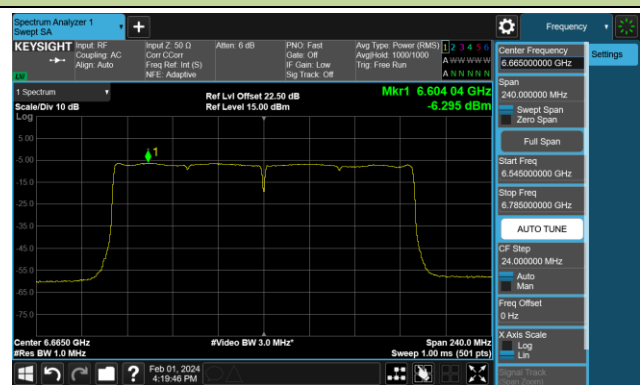 Spectrum Analyzer 1
Swept SA
Frequency
KEYSIGHT
Input: RF
Coupling: AC
Align: Auto
Input Z: 50 Ω
Corr CCorr
Freq Ref: Int (S)
NFE: Adaptive
Atten: 6 dB
PNO: Fast
Gate: Off
IF Gain: Low
Sig Track: Off
Avg Type: Power (RMS)
Avg|Hold: 1000/1000
Trig: Free Run
1 2 3 4 5 6
A W W W W W
A N N N N N
1 Spectrum
Scale/Div 10 dB
Log
Ref Lvl Offset 22.50 dB
Ref Level 15.00 dBm
Mkr1 6.604 04 GHz
-6.295 dBm
1
5.00
-5.00
-15.0
-25.0
-35.0
-45.0
-55.0
-65.0
-75.0
Center 6.6650 GHz
#Res BW 1.0 MHz
#Video BW 3.0 MHz*
Span 240.0 MHz
Sweep 1.00 ms (501 pts)
Feb 01, 2024
4:19:46 PM
Center Frequency
6.665000000 GHz
Settings
Span
240.000000 MHz
Swept Span
Zero Span
Full Span
Start Freq
6.545000000 GHz
Stop Freq
6.785000000 GHz
AUTO TUNE
CF Step
24.000000 MHz
Auto
Man
Freq Offset
0 Hz
X Axis Scale
Log
Lin
Signal Track
(Span Zoom)